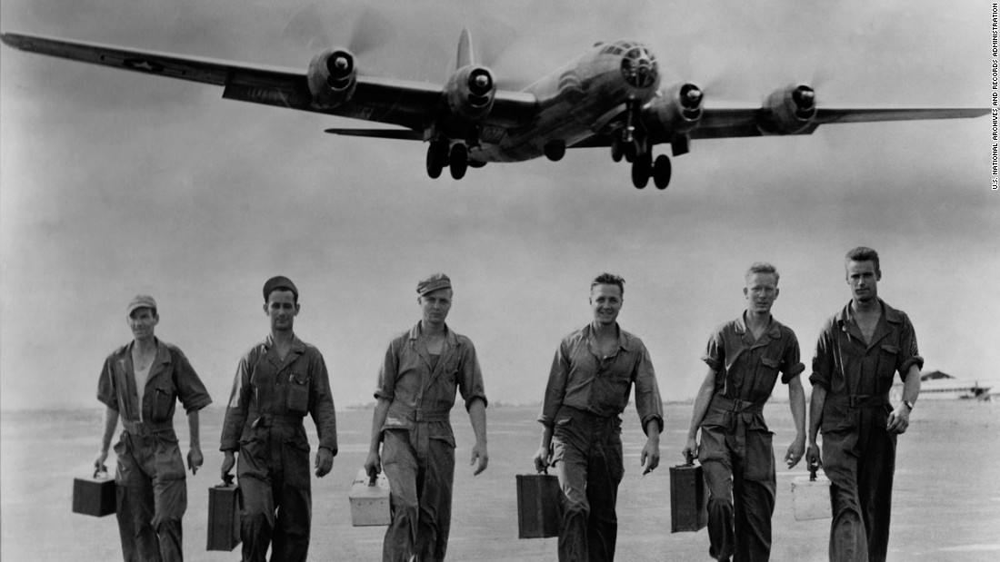 U.S. NATIONAL ARCHIVES AND RECORDS ADMINISTRATION